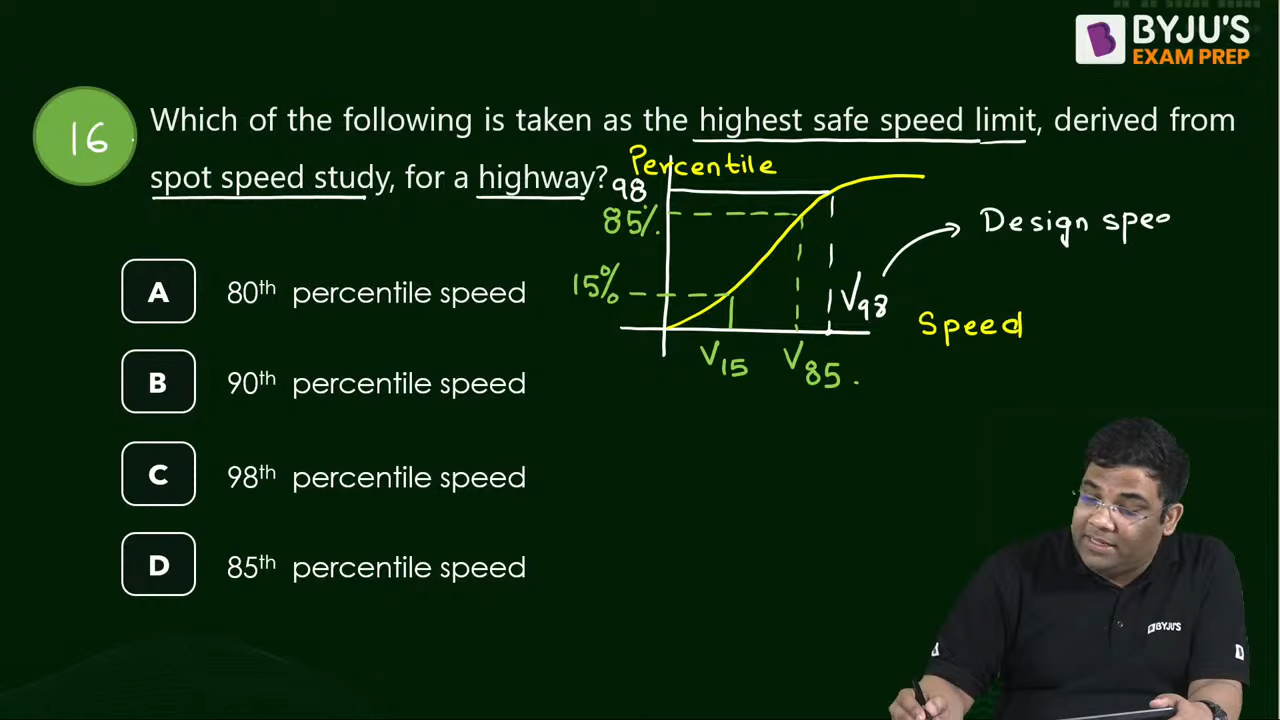 BYJU'S
EXAM PREP
16
Which of the following is taken as the highest safe speed limit, derived from
spot speed study, for a highway?
Percentile
98
85%
15%
Design spee
V98
Speed
V15
V85
A 80th percentile speed
B 90th percentile speed
C 98th percentile speed
D 85th percentile speed
BYJU'S